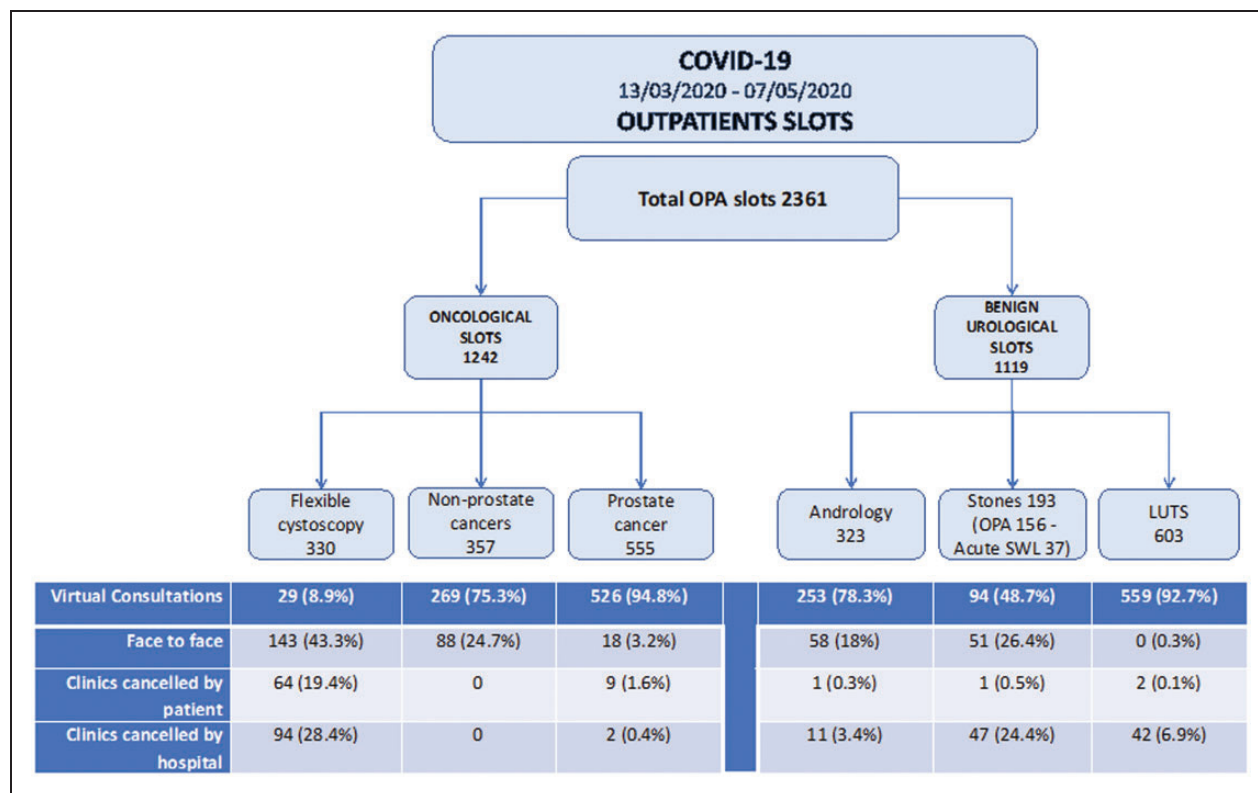 COVID-19
13/03/2020 - 07/05/2020
OUTPATIENTS SLOTS
Total OPA slots 2361
ONCOLOGICAL
SLOTS
1242
BENIGN
UROLOGICAL
SLOTS
1119
Flexible
cystoscopy
330
Non-prostate
cancers
357
Prostate
cancer
555
Andrology
323
Stones 193
(OPA 156 -
Acute SWL 37)
LUTS
603
Virtual Consultations 29 (8.9%) 269 (75.3%) 526 (94.8%) 253 (78.3%) 94 (48.7%) 559 (92.7%)
Face to face 143 (43.3%) 88 (24.7%) 18 (3.2%) 58 (18%) 51 (26.4%) 0 (0.3%)
Clinics cancelled by 64 (19.4%) 0 9 (1.6%) 1 (0.3%) 1 (0.5%) 2 (0.1%)
patient
Clinics cancelled by 94 (28.4%) 0 2 (0.4%) 11 (3.4%) 47 (24.4%) 42 (6.9%)
hospital